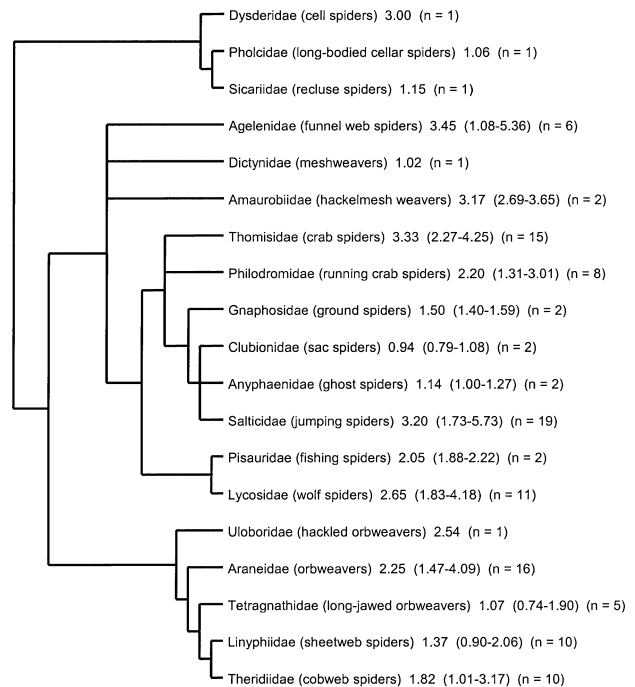 Dysderidae (cell spiders) 3.00 (n = 1)
Pholcidae (long-bodied cellar spiders) 1.06 (n = 1)
Sicariidae (recluse spiders) 1.15 (n = 1)
Agelenidae (funnel web spiders) 3.45 (1.08-5.36) (n = 6)
Dictynidae (meshweavers) 1.02 (n = 1)
Amaurobiidae (hackelmesh weavers) 3.17 (2.69-3.65) (n = 2)
Thomisidae (crab spiders) 3.33 (2.27-4.25) (n = 15)
Philodromidae (running crab spiders) 2.20 (1.31-3.01) (n = 8)
Gnaphosidae (ground spiders) 1.50 (1.40-1.59) (n = 2)
Clubionidae (sac spiders) 0.94 (0.79-1.08) (n = 2)
Anyphaenidae (ghost spiders) 1.14 (1.00-1.27) (n = 2)
Salticidae (jumping spiders) 3.20 (1.73-5.73) (n = 19)
Pisauridae (fishing spiders) 2.05 (1.88-2.22) (n = 2)
Lycosidae (wolf spiders) 2.65 (1.83-4.18) (n = 11)
Uloboridae (hackled orbweavers) 2.54 (n = 1)
Araneidae (orbweavers) 2.25 (1.47-4.09) (n = 16)
Tetragnathidae (long-jawed orbweavers) 1.07 (0.74-1.90) (n = 5)
Linyphiidae (sheetweb spiders) 1.37 (0.90-2.06) (n = 10)
Theridiidae (cobweb spiders) 1.82 (1.01-3.17) (n = 10)